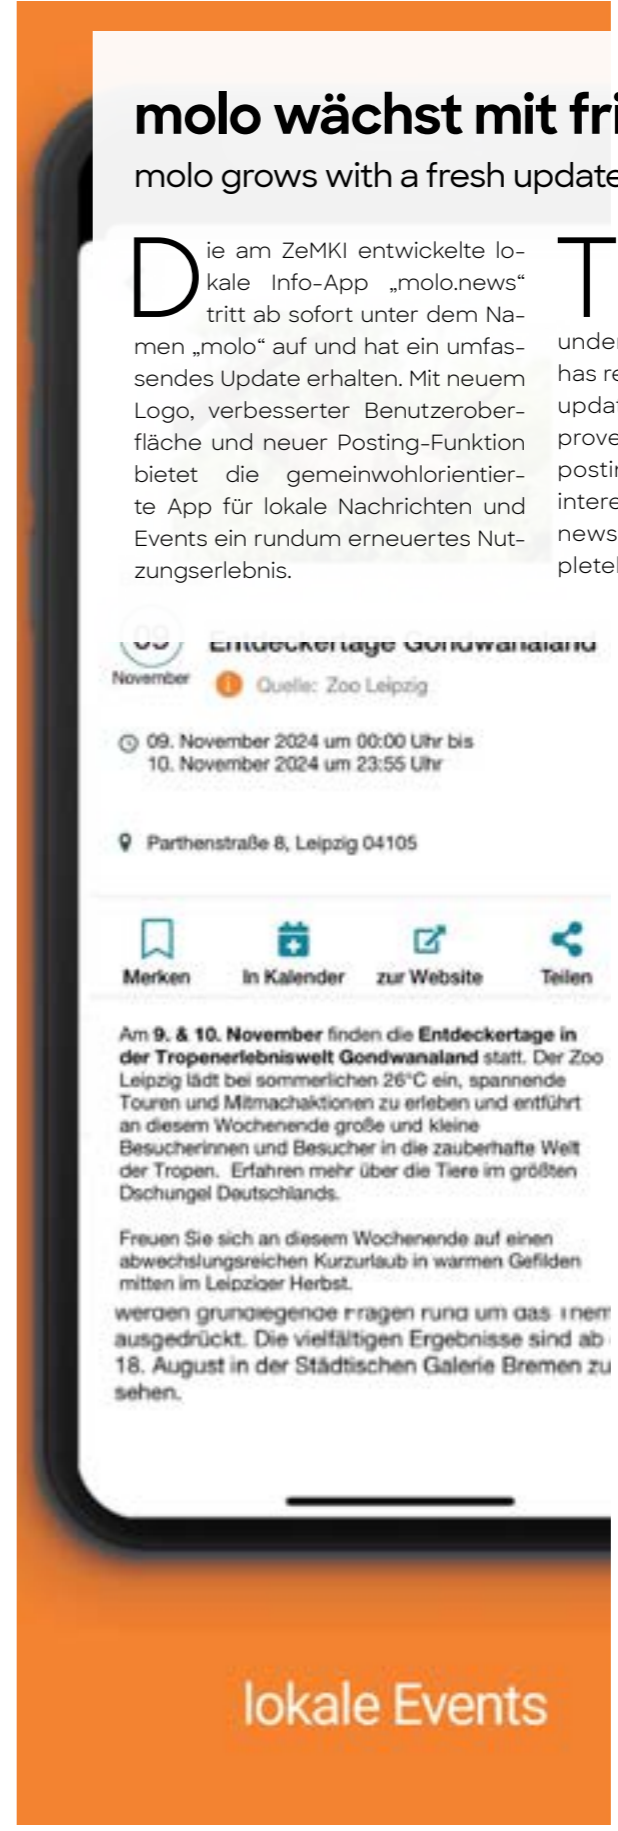 molo wächst mit fri
molo grows with a fresh update
Die am ZeMKI entwickelte lo-
kale Info-App „molo.news“
tritt ab sofort unter dem Na-
men „molo“ auf und hat ein umfas-
sendes Update erhalten. Mit neuem
Logo, verbesserter Benutzerober-
fläche und neuer Posting-Funktion
bietet die gemeinwohlorientier-
te App für lokale Nachrichten und
Events ein rundum erneuertes Nut-
zungserlebnis.
T
under
has re
updat
prove
postin
intere
news
pletel
09 Entdeckertage Gondwanaland
November
Quelle: Zoo Leipzig
09. November 2024 um 00:00 Uhr bis
10. November 2024 um 23:55 Uhr
Parthenstraße 8, Leipzig 04105
Merken In Kalender zur Website Teilen
Am 9. & 10. November finden die Entdeckertage in
der Tropenerlebniswelt Gondwanaland statt. Der Zoo
Leipzig lädt bei sommerlichen 26°C ein, spannende
Touren und Mitmachaktionen zu erleben und entführt
an diesem Wochenende große und kleine
Besucherinnen und Besucher in die zauberhafte Welt
der Tropen. Erfahren mehr über die Tiere im größten
Dschungel Deutschlands.
Freuen Sie sich an diesem Wochenende auf einen
abwechslungsreichen Kurzurlaub in warmen Gefilden
mitten im Leipziger Herbst.
werden grundlegende Fragen rund um das Them
ausgedrückt. Die vielfältigen Ergebnisse sind ab
18. August in der Städtischen Galerie Bremen zu
sehen.
lokale Events